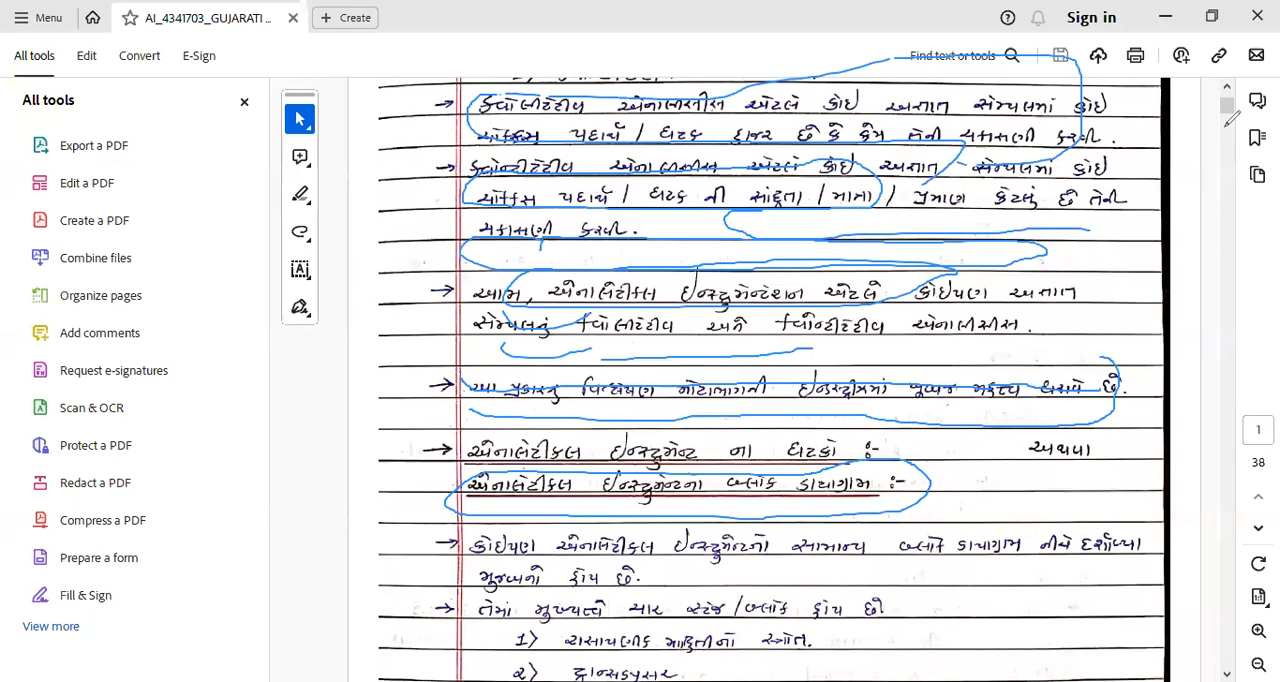 Menu
AI_4341703_GUJARATI ...
Create
Sign in
All tools
Edit
Convert
E-Sign
Find text or tools
All tools
Export a PDF
Edit a PDF
Create a PDF
Combine files
Organize pages
Add comments
Request e-signatures
Scan & OCR
Protect a PDF
Redact a PDF
Compress a PDF
Prepare a form
Fill & Sign
View more
→ ક્વોલીટેટીવ એનાલીસીસ એટલે કોઇ અજ્ઞાત સેમ્પલમાં કોઇ
ચોક્કસ પદાર્થ / ઘટક હાજર છે કે કેમ તેની ચકાસણી કરવી.
→ ક્વોન્ટીટેટીવ એનાલીસીસ એટલે કોઇ અજ્ઞાત સેમ્પલમાં કોઇ
ચોક્કસ પદાર્થ / ઘટક ની સાંદ્રતા / માત્રા / પ્રમાણ કેટલું છે તેની
ચકાસણી કરવી.
→ આમ, એનાલેટીકલ ઇન્સ્ટ્રુમેન્ટેશન એટલે કોઇપણ અજ્ઞાત
સેમ્પલનું ક્વોલીટેટીવ અને ક્વોન્ટીટેટીવ એનાલીસીસ.
→ આ પ્રકારનું વિશ્લેષણ મોટાભાગની ઇન્ડસ્ટ્રીઝમાં ખૂબજ મહત્વ ધરાવે છે.
→ એનાલેટીકલ ઇન્સ્ટ્રુમેન્ટ ના ઘટકો :- અથવા
એનાલેટીકલ ઇન્સ્ટ્રુમેન્ટના બ્લોક ડાયાગ્રામ :-
→ કોઇપણ એનાલેટીકલ ઇન્સ્ટ્રુમેન્ટનો સામાન્ય બ્લોક ડાયાગ્રામ નીચે દર્શાવ્યા
મુજબનો હોય છે.
→ તેમાં મુખ્યત્વે ચાર સ્ટેજ / બ્લોક હોય છે
1) રાસાયણીક માહિતીનો સ્ત્રોત.
૨) ટ્રાન્સડ્યુસર
1
38